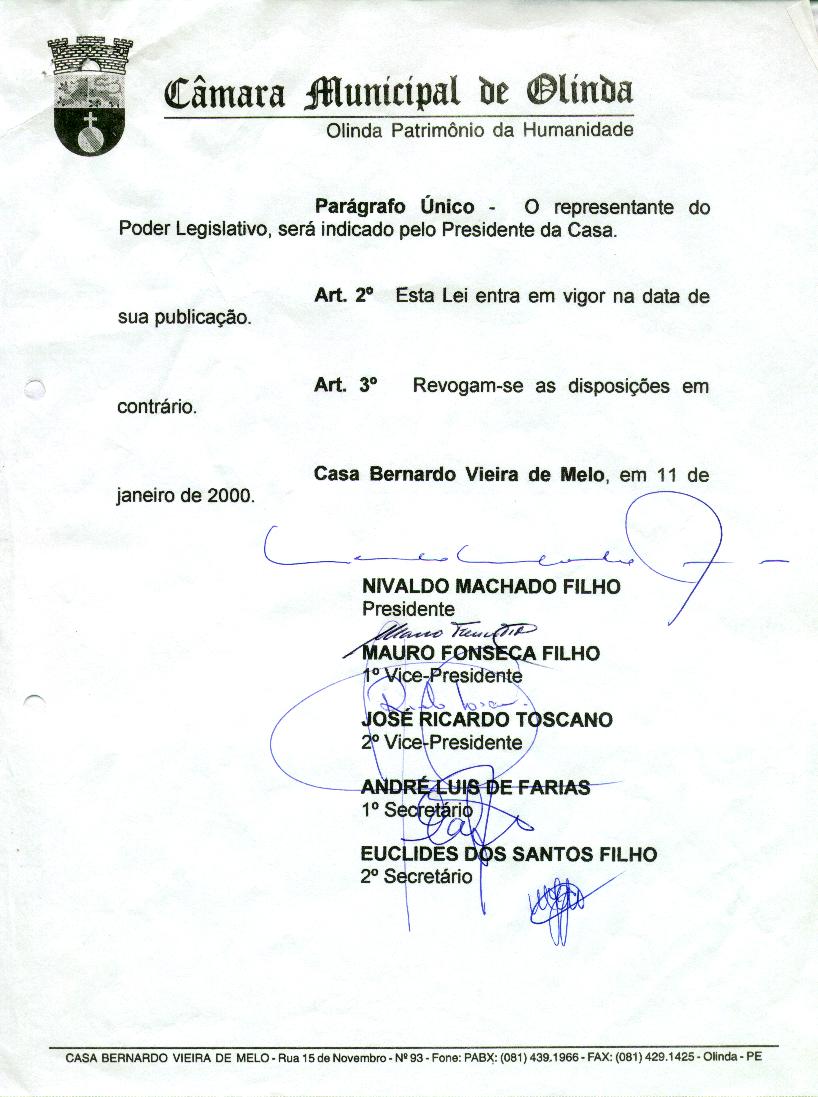 Câmara Municipal de Olinda
Olinda Patrimônio da Humanidade
Parágrafo Único - O representante do
Poder Legislativo, será indicado pelo Presidente da Casa.
Art. 2º Esta Lei entra em vigor na data de
sua publicação.
Art. 3º Revogam-se as disposições em
contrário.
Casa Bernardo Vieira de Melo, em 11 de
janeiro de 2000.
NIVALDO MACHADO FILHO
Presidente
MAURO FONSECA FILHO
1º Vice-Presidente
JOSÉ RICARDO TOSCANO
2º Vice-Presidente
ANDRÉ LUIS DE FARIAS
1º Secretário
EUCLIDES DOS SANTOS FILHO
2º Secretário
CASA BERNARDO VIEIRA DE MELO - Rua 15 de Novembro - Nº 93 - Fone: PABX: (081) 439.1966 - FAX: (081) 429.1425 - Olinda - PE